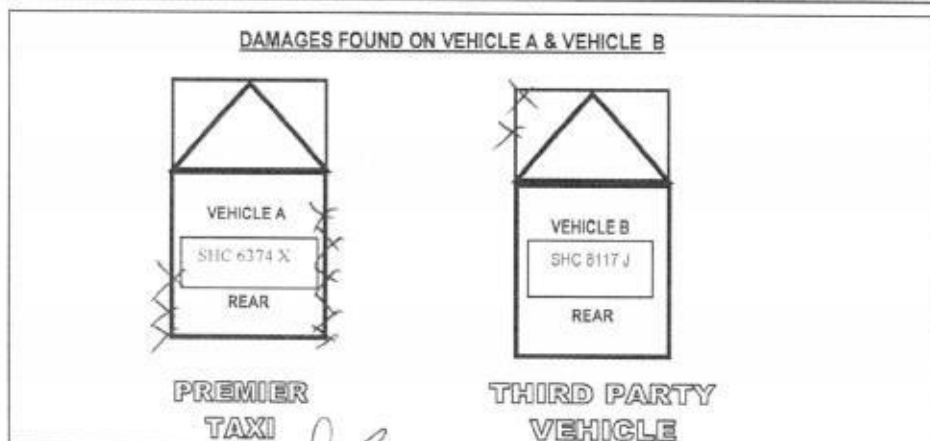 DAMAGES FOUND ON VEHICLE A & VEHICLE B
VEHICLE A
SHC 6374 X
REAR
PREMIER
TAXI
VEHICLE B
SHC 8117 J
REAR
THIRD PARTY
VEHICLE